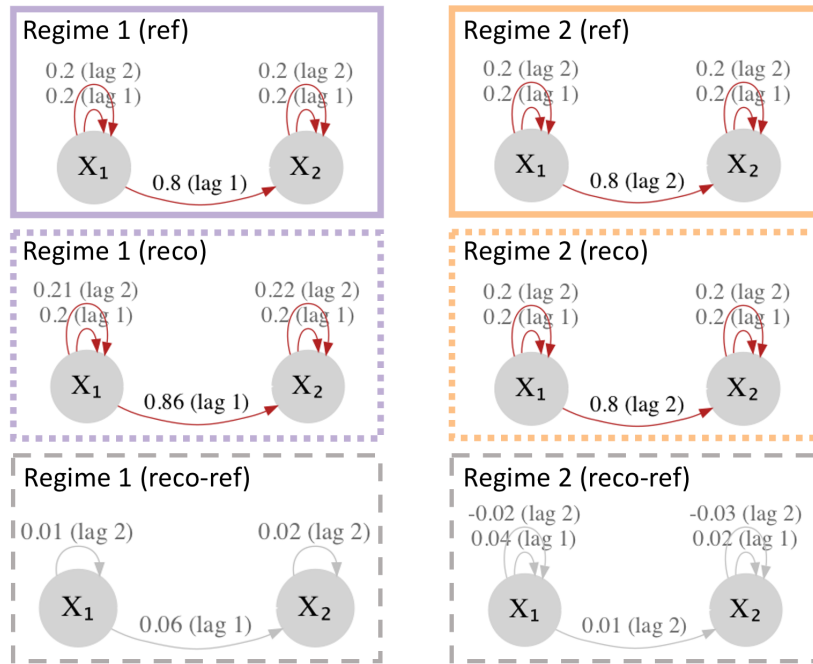 Regime 1 (ref)
0.2 (lag 2)
0.2 (lag 1)
0.2 (lag 2)
0.2 (lag 1)
X₁
X₂
0.8 (lag 1)
Regime 2 (ref)
0.2 (lag 2)
0.2 (lag 1)
0.2 (lag 2)
0.2 (lag 1)
X₁
X₂
0.8 (lag 2)
Regime 1 (reco)
0.21 (lag 2)
0.2 (lag 1)
0.22 (lag 2)
0.2 (lag 1)
X₁
X₂
0.86 (lag 1)
Regime 2 (reco)
0.2 (lag 2)
0.2 (lag 1)
0.2 (lag 2)
0.2 (lag 1)
X₁
X₂
0.8 (lag 2)
Regime 1 (reco-ref)
0.01 (lag 2)
0.02 (lag 2)
X₁
X₂
0.06 (lag 1)
Regime 2 (reco-ref)
-0.02 (lag 2)
0.04 (lag 1)
-0.03 (lag 2)
0.02 (lag 1)
X₁
X₂
0.01 (lag 2)